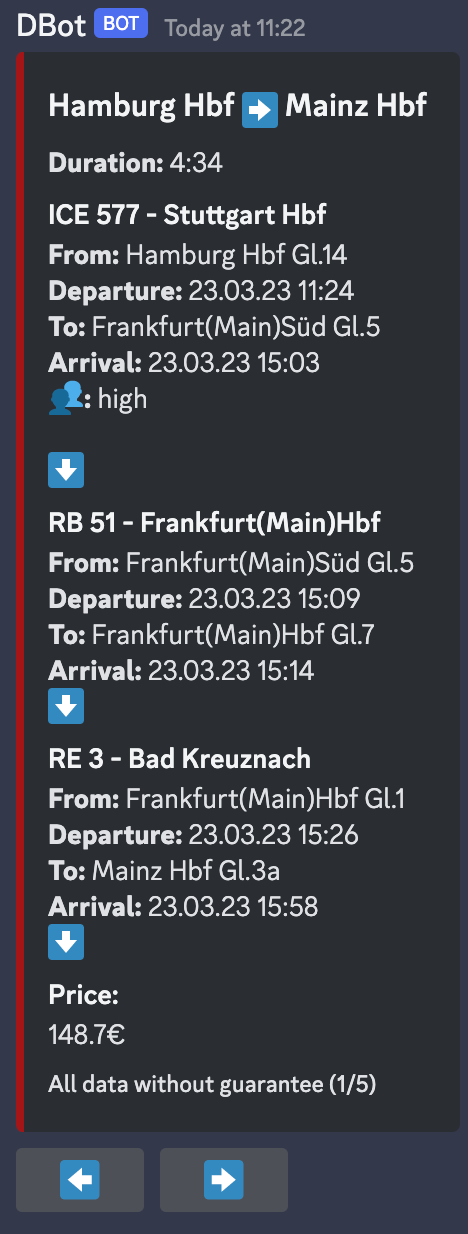 DBot BOT Today at 11:22
Hamburg Hbf ➡️ Mainz Hbf
Duration: 4:34
ICE 577 - Stuttgart Hbf
From: Hamburg Hbf Gl.14
Departure: 23.03.23 11:24
To: Frankfurt(Main)Süd Gl.5
Arrival: 23.03.23 15:03
👥: high
⬇️
RB 51 - Frankfurt(Main)Hbf
From: Frankfurt(Main)Süd Gl.5
Departure: 23.03.23 15:09
To: Frankfurt(Main)Hbf Gl.7
Arrival: 23.03.23 15:14
⬇️
RE 3 - Bad Kreuznach
From: Frankfurt(Main)Hbf Gl.1
Departure: 23.03.23 15:26
To: Mainz Hbf Gl.3a
Arrival: 23.03.23 15:58
⬇️
Price:
148.7€
All data without guarantee (1/5)
⬅️ ➡️